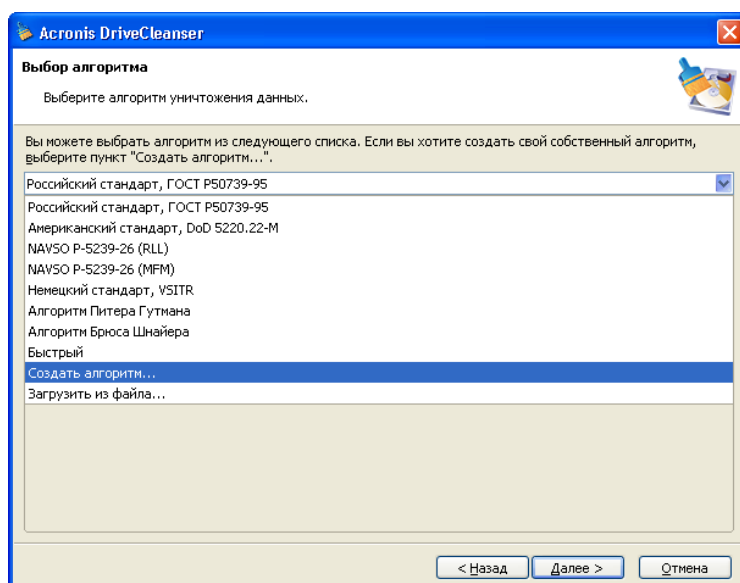 Acronis DriveCleanser
Выбор алгоритма
Выберите алгоритм уничтожения данных.
Вы можете выбрать алгоритм из следующего списка. Если вы хотите создать свой собственный алгоритм,
выберите пункт "Создать алгоритм...".
Российский стандарт, ГОСТ Р50739-95
Российский стандарт, ГОСТ Р50739-95
Американский стандарт, DoD 5220.22-M
NAVSO P-5239-26 (RLL)
NAVSO P-5239-26 (MFM)
Немецкий стандарт, VSITR
Алгоритм Питера Гутмана
Алгоритм Брюса Шнайера
Быстрый
Создать алгоритм...
Загрузить из файла...
< Назад Далее > Отмена